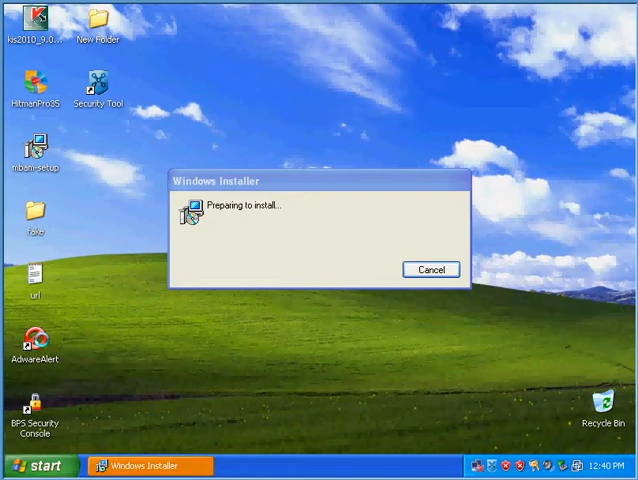 kis2010_9.0...
New Folder
HitmanPro35
Security Tool
mbam-setup
fake
url
AdwareAlert
BPS Security
Console
Windows Installer
Preparing to install...
Cancel
Recycle Bin
start
Windows Installer
12:40 PM